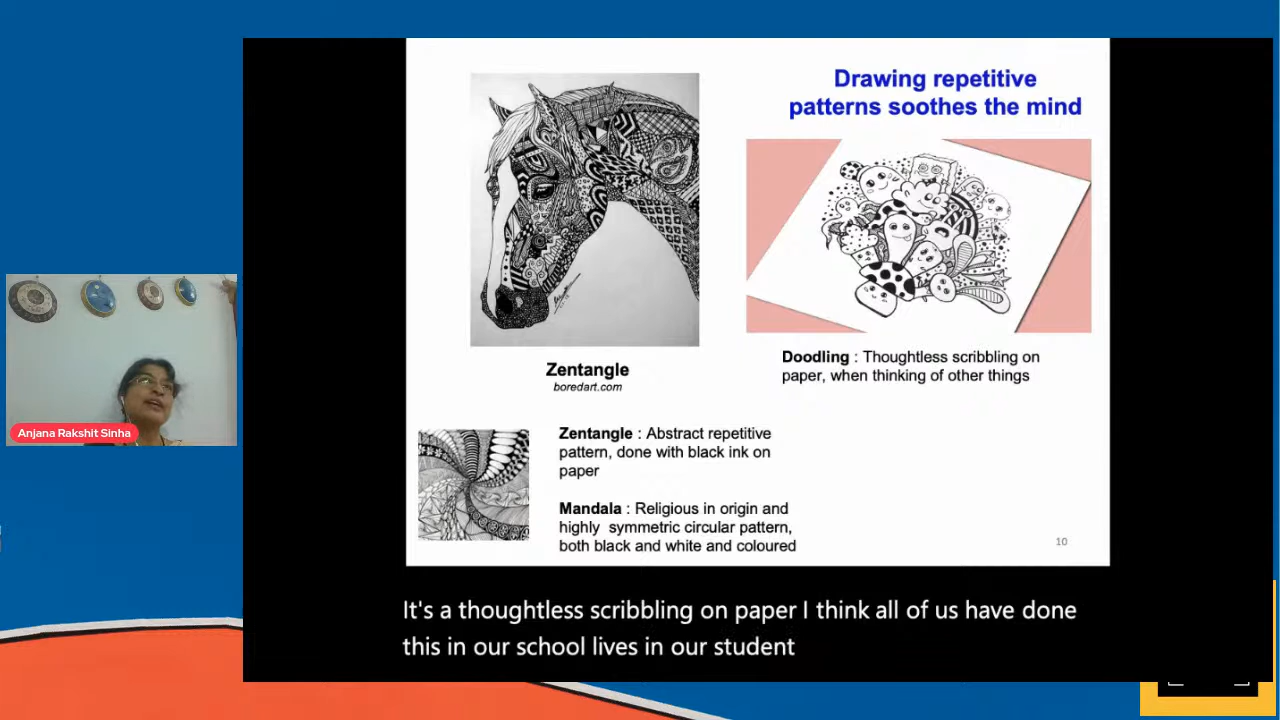 Drawing repetitive
patterns soothes the mind
Zentangle
boredart.com
Doodling : Thoughtless scribbling on
paper, when thinking of other things
Anjana Rakshit Sinha
Zentangle : Abstract repetitive
pattern, done with black ink on
paper
Mandala : Religious in origin and
highly symmetric circular pattern,
both black and white and coloured
10
It's a thoughtless scribbling on paper I think all of us have done
this in our school lives in our student